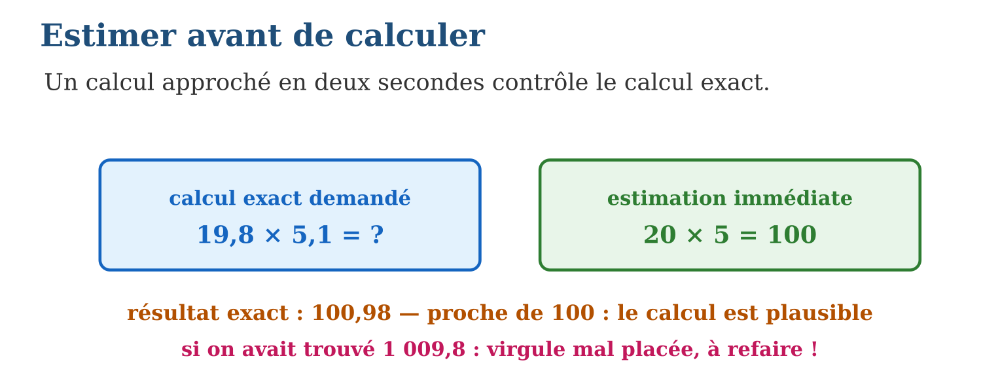 Estimer avant de calculer
Un calcul approché en deux secondes contrôle le calcul exact.
calcul exact demandé
19,8 × 5,1 = ?
estimation immédiate
20 × 5 = 100
résultat exact : 100,98 — proche de 100 : le calcul est plausible
si on avait trouvé 1 009,8 : virgule mal placée, à refaire !